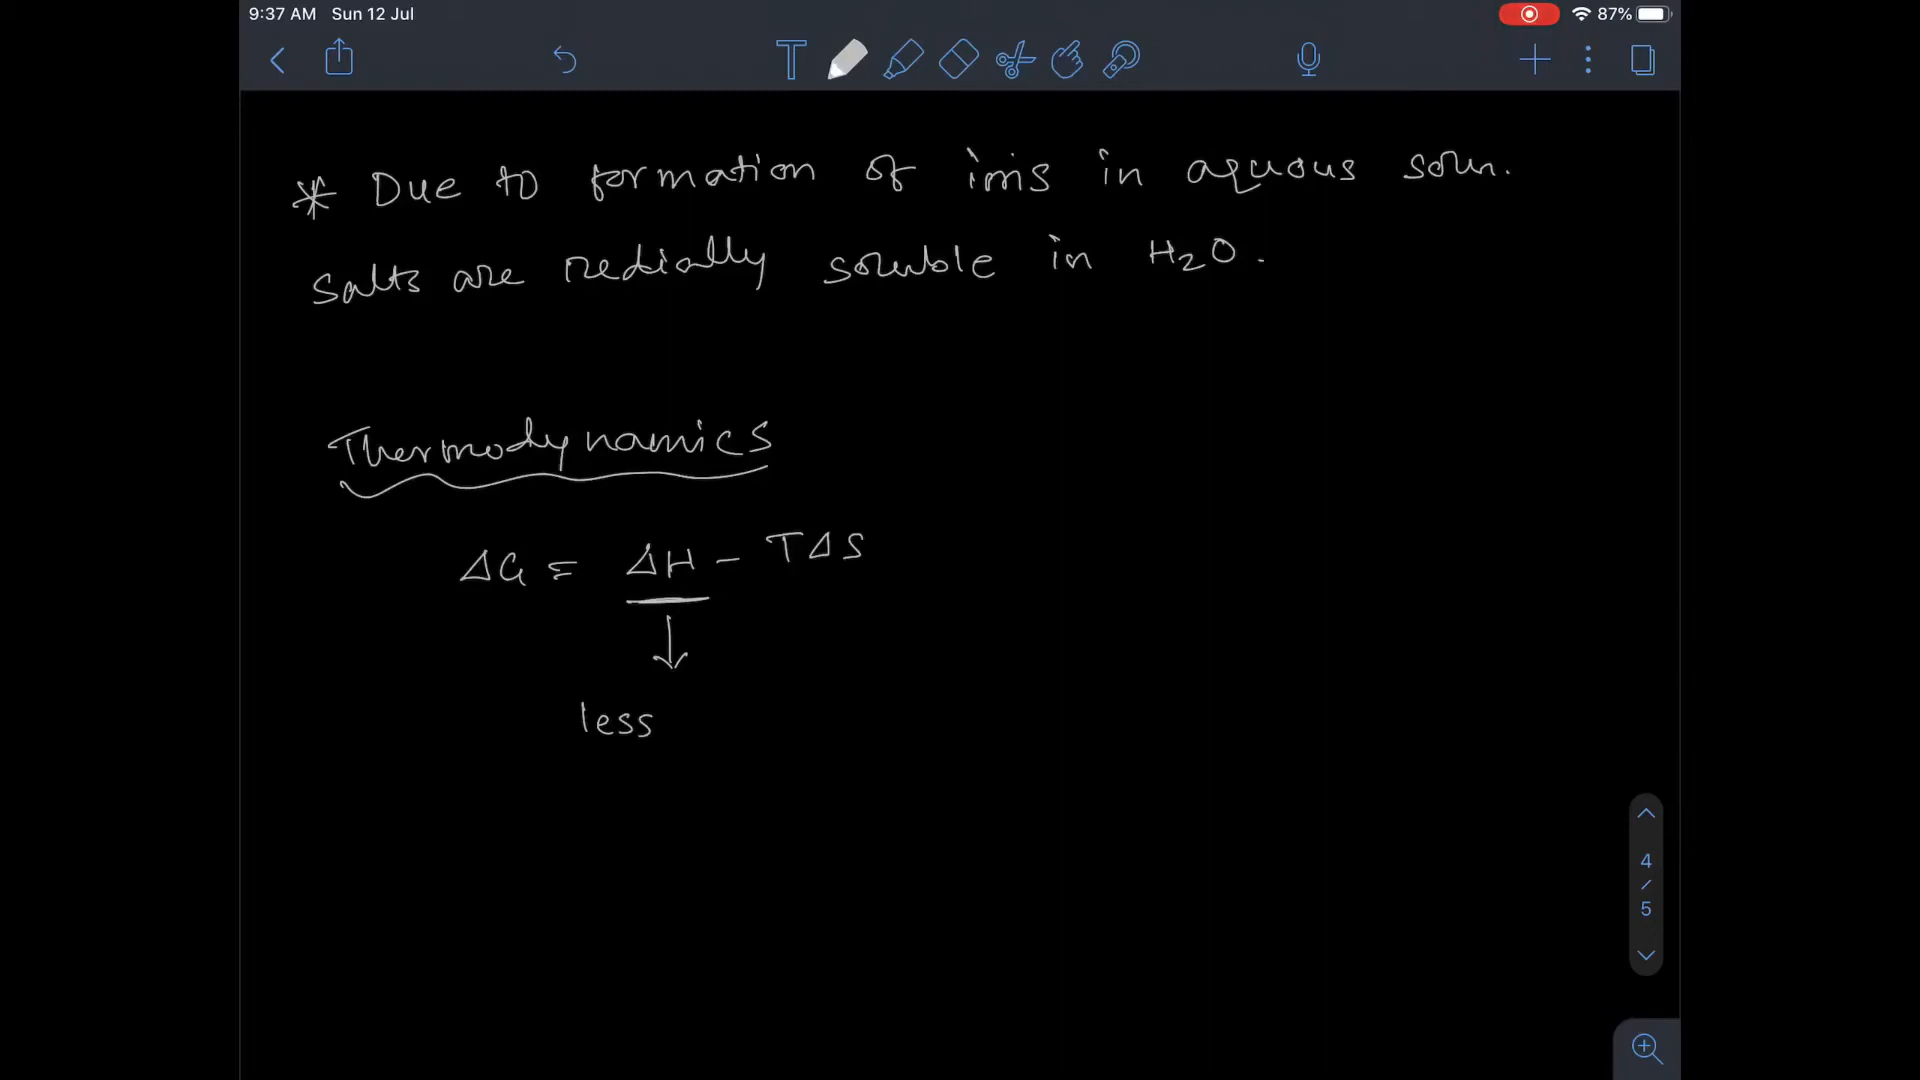 9:37 AM Sun 12 Jul
87%
T
* Due to formation of ions in aquous soln.
salts are redially soluble in H₂O.
Thermodynamics
ΔG = ΔH - TΔS
↓
less
4
/
5